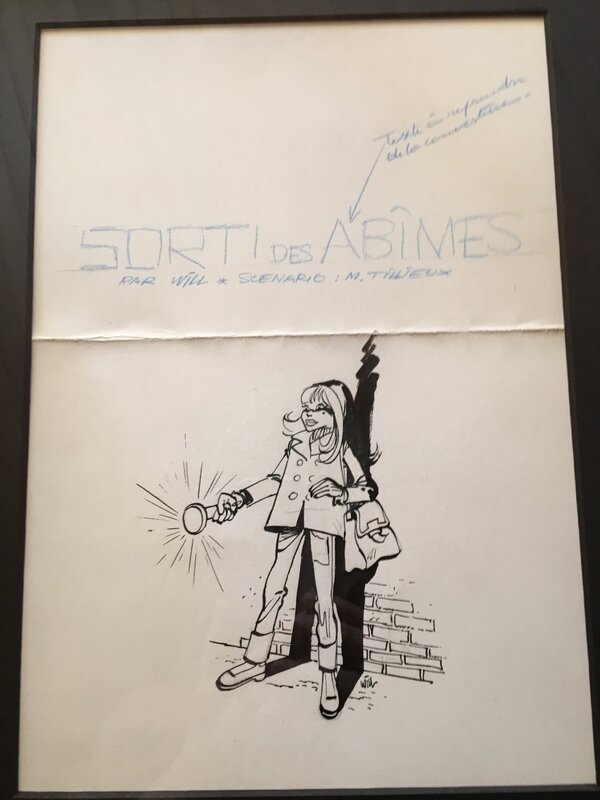 Texte à reprendre
de la couverture.
SORTI DES ABÎMES
PAR WiLL * SCENARIO : M. TiLLiEUX
Will